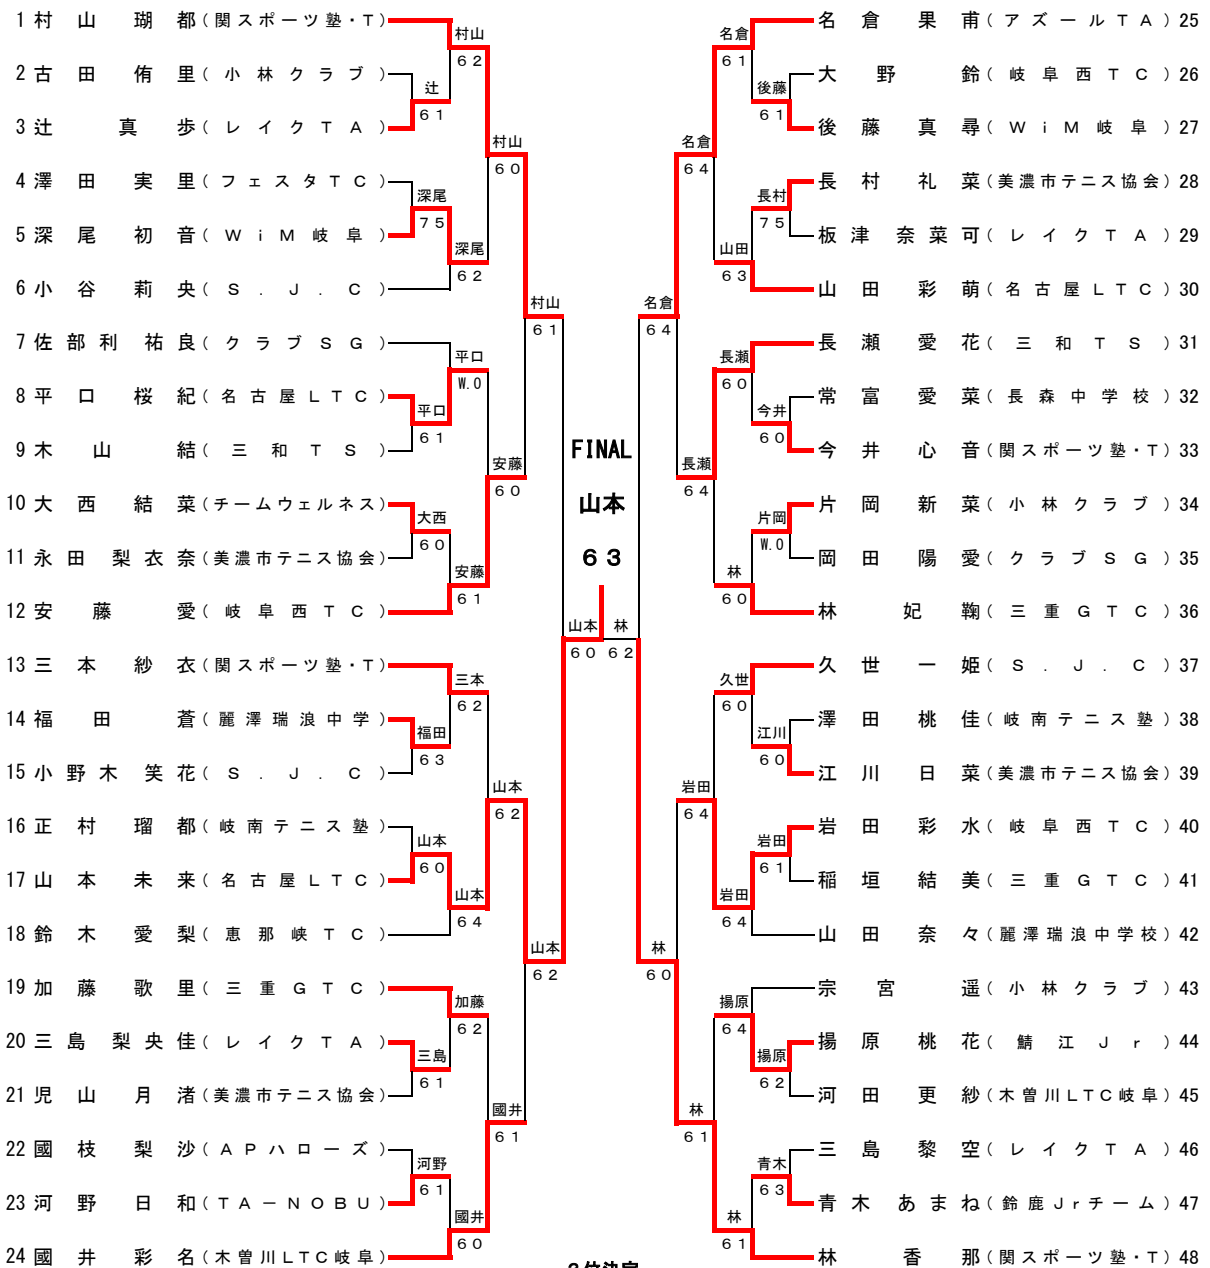 1 村山 瑚都 (関スポーツ塾・T)
2 古田 侑里 (小林クラブ)
3 辻 真歩 (レイクTA)
4 澤田 実里 (フェスタTC)
5 深尾 初音 (WiM岐阜)
6 小谷 莉央 (S.J.C)
7 佐部利 祐良 (クラブSG)
8 平口 桜紀 (名古屋LTC)
9 木山 結 (三和TS)
10 大西 結菜 (チームウェルネス)
11 永田 梨衣奈 (美濃市テニス協会)
12 安藤 愛 (岐阜西TC)
13 三本 紗衣 (関スポーツ塾・T)
14 福田 蒼 (麗澤瑞浪中学)
15 小野木 笑花 (S.J.C)
16 正村 瑠都 (岐南テニス塾)
17 山本 未来 (名古屋LTC)
18 鈴木 愛梨 (恵那峡TC)
19 加藤 歌里 (三重GTC)
20 三島 梨央佳 (レイクTA)
21 児山 月渚 (美濃市テニス協会)
22 國枝 梨沙 (APハローズ)
23 河野 日和 (TA-NOBU)
24 國井 彩名 (木曽川LTC岐阜)
辻
61
深尾
75
平口
61
大西
60
福田
63
山本
60
三島
61
河野
61
村山
62
深尾
62
平口
W.0
安藤
61
三本
62
山本
64
加藤
62
國井
60
村山
60
安藤
60
山本
62
國井
61
村山
61
山本
62
山本
60
FINAL
山本
63
林
62
名倉
64
林
60
名倉
64
長瀬
64
岩田
64
林
61
名倉
61
山田
63
長瀬
60
林
60
久世
60
岩田
64
揚原
64
林
61
後藤
61
長村
75
今井
60
片岡
W.0
江川
60
岩田
61
揚原
62
青木
63
名倉 果甫 (アズールTA) 25
大野 鈴 (岐阜西TC) 26
後藤 真尋 (WiM岐阜) 27
長村 礼菜 (美濃市テニス協会) 28
板津 奈菜可 (レイクTA) 29
山田 彩萌 (名古屋LTC) 30
長瀬 愛花 (三和TS) 31
常富 愛菜 (長森中学校) 32
今井 心音 (関スポーツ塾・T) 33
片岡 新菜 (小林クラブ) 34
岡田 陽愛 (クラブSG) 35
林 妃鞠 (三重GTC) 36
久世 一姫 (S.J.C) 37
澤田 桃佳 (岐南テニス塾) 38
江川 日菜 (美濃市テニス協会) 39
岩田 彩水 (岐阜西TC) 40
稲垣 結美 (三重GTC) 41
山田 奈々 (麗澤瑞浪中学校) 42
宗宮 遥 (小林クラブ) 43
揚原 桃花 (鯖江Jr) 44
河田 更紗 (木曽川LTC岐阜) 45
三島 黎空 (レイクTA) 46
青木 あまね (鈴鹿Jrチーム) 47
林 香那 (関スポーツ塾・T) 48